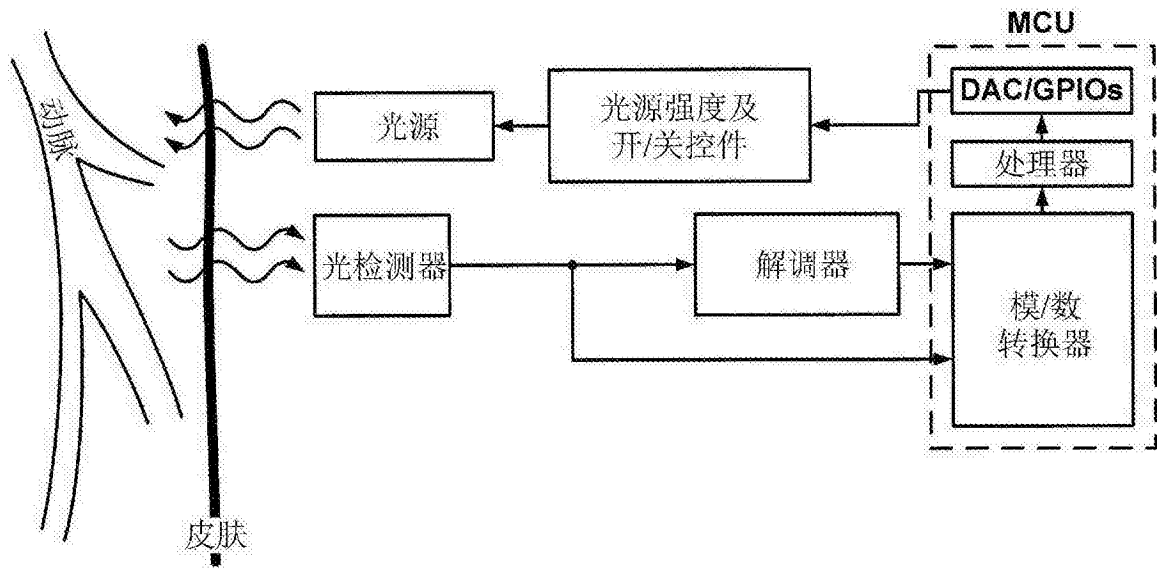 MCU
动脉
光源
光源强度及
开/关控件
DAC/GPIOs
处理器
光检测器
解调器
模/数
转换器
皮肤